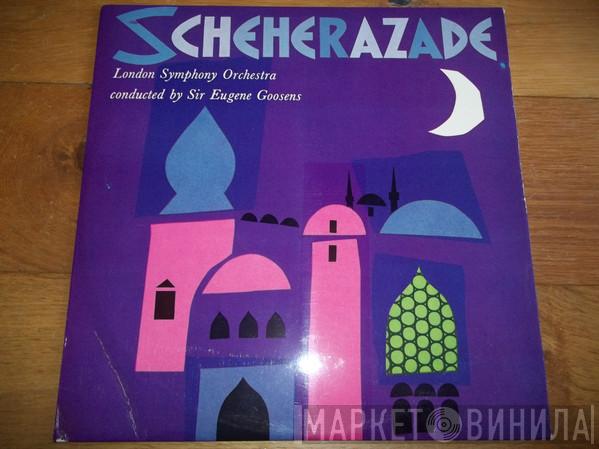 SCHEHERAZADE
London Symphony Orchestra
conducted by Sir Eugene Goosens
МАРКЕТ ВИНИЛА